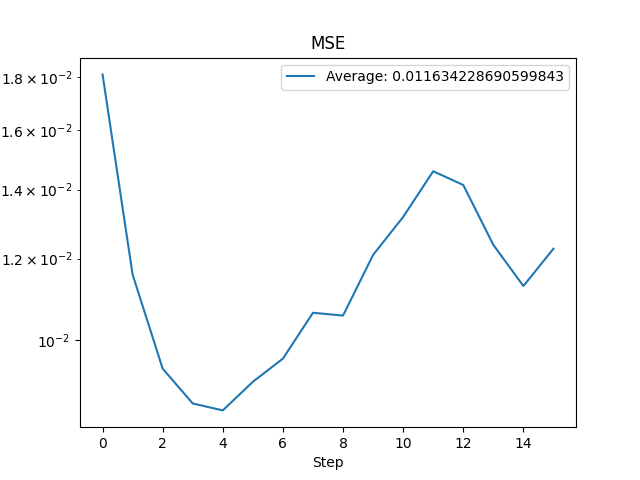 MSE
Average: 0.011634228690599843
1.8 × 10⁻²
1.6 × 10⁻²
1.4 × 10⁻²
1.2 × 10⁻²
10⁻²
0 2 4 6 8 10 12 14
Step